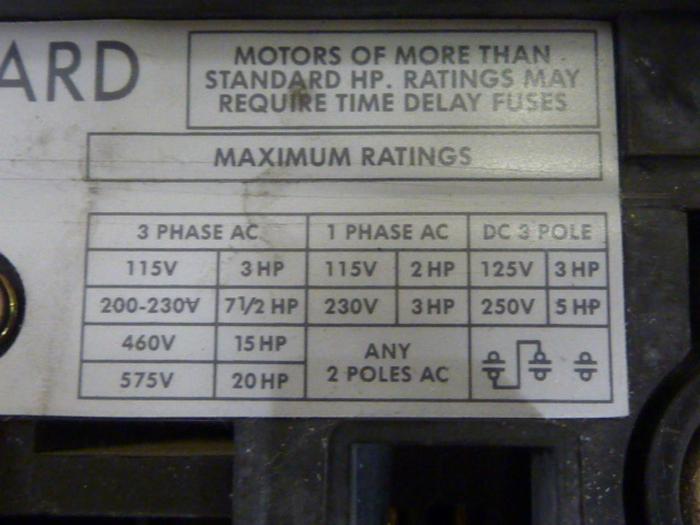 ARD
MOTORS OF MORE THAN
STANDARD HP. RATINGS MAY
REQUIRE TIME DELAY FUSES
MAXIMUM RATINGS
3 PHASE AC 1 PHASE AC DC 3 POLE
115V 3 HP 115V 2 HP 125V 3 HP
200-230V 7 1/2 HP 230V 3 HP 250V 5 HP
460V 15 HP
575V 20 HP
ANY
2 POLES AC